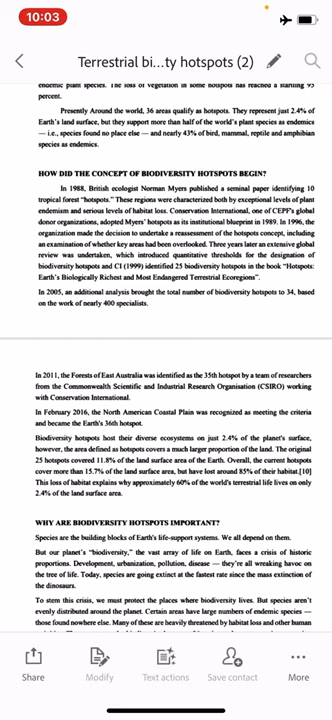 10:03
Terrestrial bi...ty hotspots (2)
endemic plant species. The loss of vegetation in some hotspots has reached a startling 95
percent.
Presently Around the world, 36 areas qualify as hotspots. They represent just 2.4% of
Earth's land surface, but they support more than half of the world's plant species as endemics
— i.e., species found no place else — and nearly 43% of bird, mammal, reptile and amphibian
species as endemics.
HOW DID THE CONCEPT OF BIODIVERSITY HOTSPOTS BEGIN?
In 1988, British ecologist Norman Myers published a seminal paper identifying 10
tropical forest "hotspots." These regions were characterized both by exceptional levels of plant
endemism and serious levels of habitat loss. Conservation International, one of CEPF's global
donor organizations, adopted Myers' hotspots as its institutional blueprint in 1989. In 1996, the
organization made the decision to undertake a reassessment of the hotspots concept, including
an examination of whether key areas had been overlooked. Three years later an extensive global
review was undertaken, which introduced quantitative thresholds for the designation of
biodiversity hotspots and CI (1999) identified 25 biodiversity hotspots in the book "Hotspots:
Earth's Biologically Richest and Most Endangered Terrestrial Ecoregions".
In 2005, an additional analysis brought the total number of biodiversity hotspots to 34, based
on the work of nearly 400 specialists.
In 2011, the Forests of East Australia was identified as the 35th hotspot by a team of researchers
from the Commonwealth Scientific and Industrial Research Organisation (CSIRO) working
with Conservation International.
In February 2016, the North American Coastal Plain was recognized as meeting the criteria
and became the Earth's 36th hotspot.
Biodiversity hotspots host their diverse ecosystems on just 2.4% of the planet's surface,
however, the area defined as hotspots covers a much larger proportion of the land. The original
25 hotspots covered 11.8% of the land surface area of the Earth. Overall, the current hotspots
cover more than 15.7% of the land surface area, but have lost around 85% of their habitat.[10]
This loss of habitat explains why approximately 60% of the world's terrestrial life lives on only
2.4% of the land surface area.
WHY ARE BIODIVERSITY HOTSPOTS IMPORTANT?
Species are the building blocks of Earth's life-support systems. We all depend on them.
But our planet's "biodiversity," the vast array of life on Earth, faces a crisis of historic
proportions. Development, urbanization, pollution, disease — they're all wreaking havoc on
the tree of life. Today, species are going extinct at the fastest rate since the mass extinction of
the dinosaurs.
To stem this crisis, we must protect the places where biodiversity lives. But species aren't
evenly distributed around the planet. Certain areas have large numbers of endemic species —
those found nowhere else. Many of these are heavily threatened by habitat loss and other human
Share
Modify
Text actions
Save contact
More